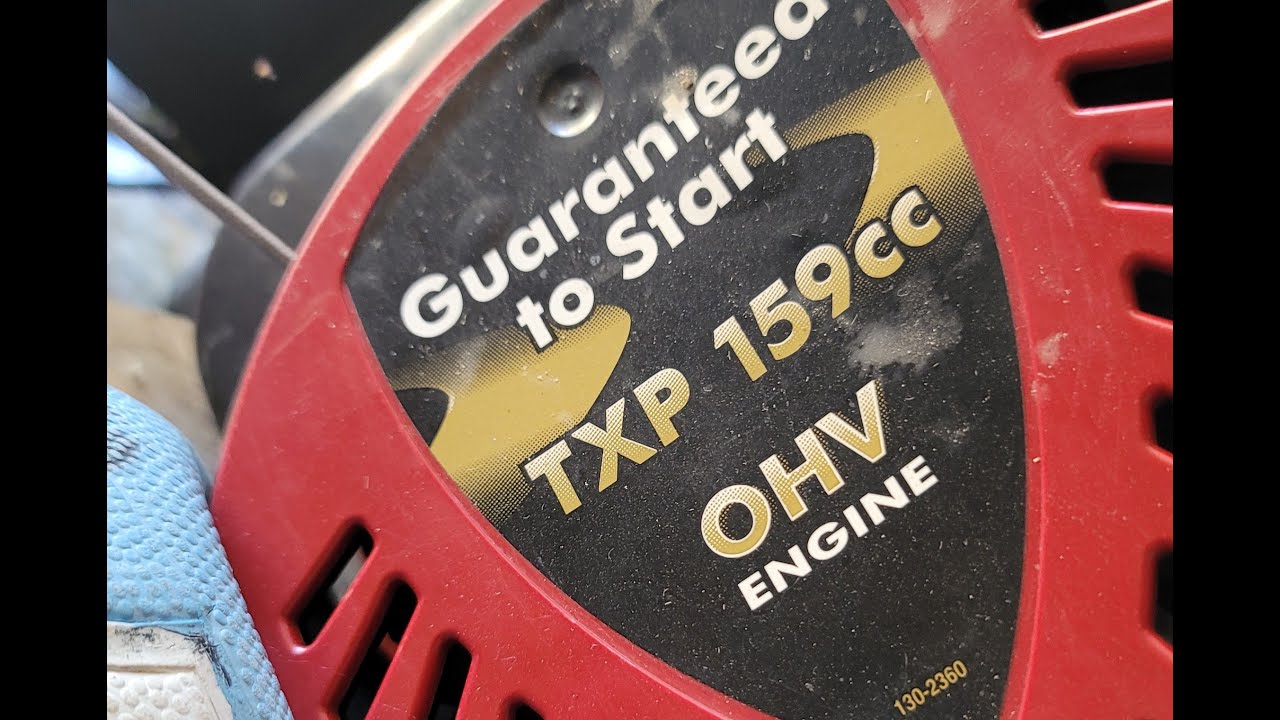 Guaranteed
to Start
TXP 159cc
OHV
ENGINE
130-2360